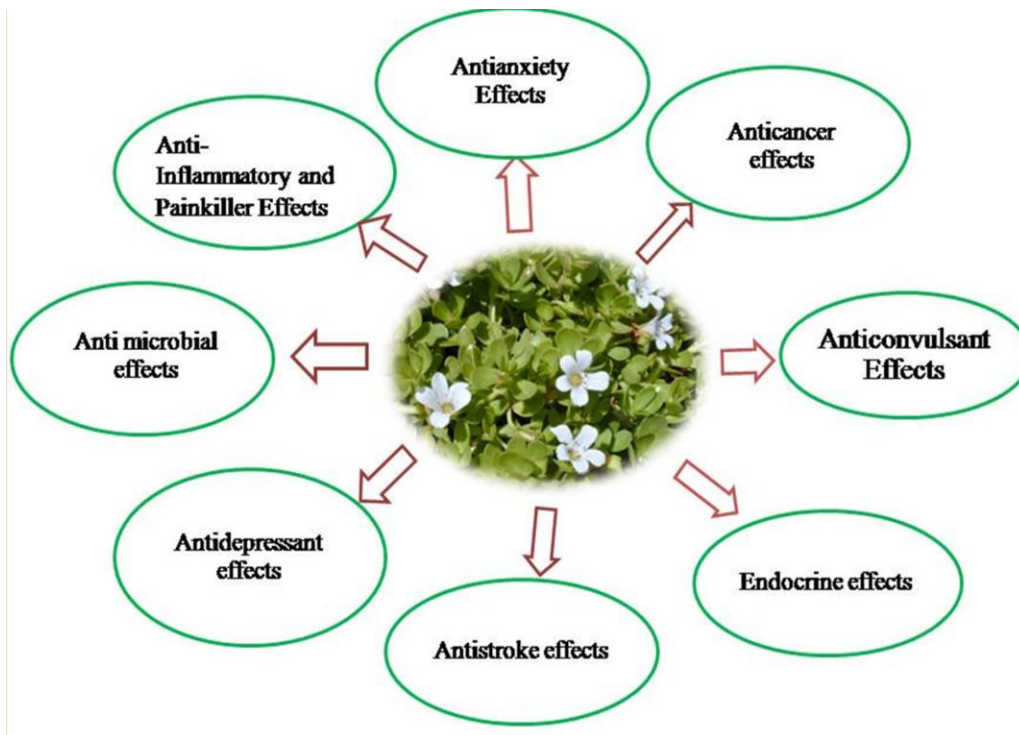 Antianxiety
Effects
Anticancer
effects
Anti-
Inflammatory and
Painkiller Effects
Anti microbial
effects
Anticonvulsant
Effects
Antidepressant
effects
Endocrine effects
Antistroke effects